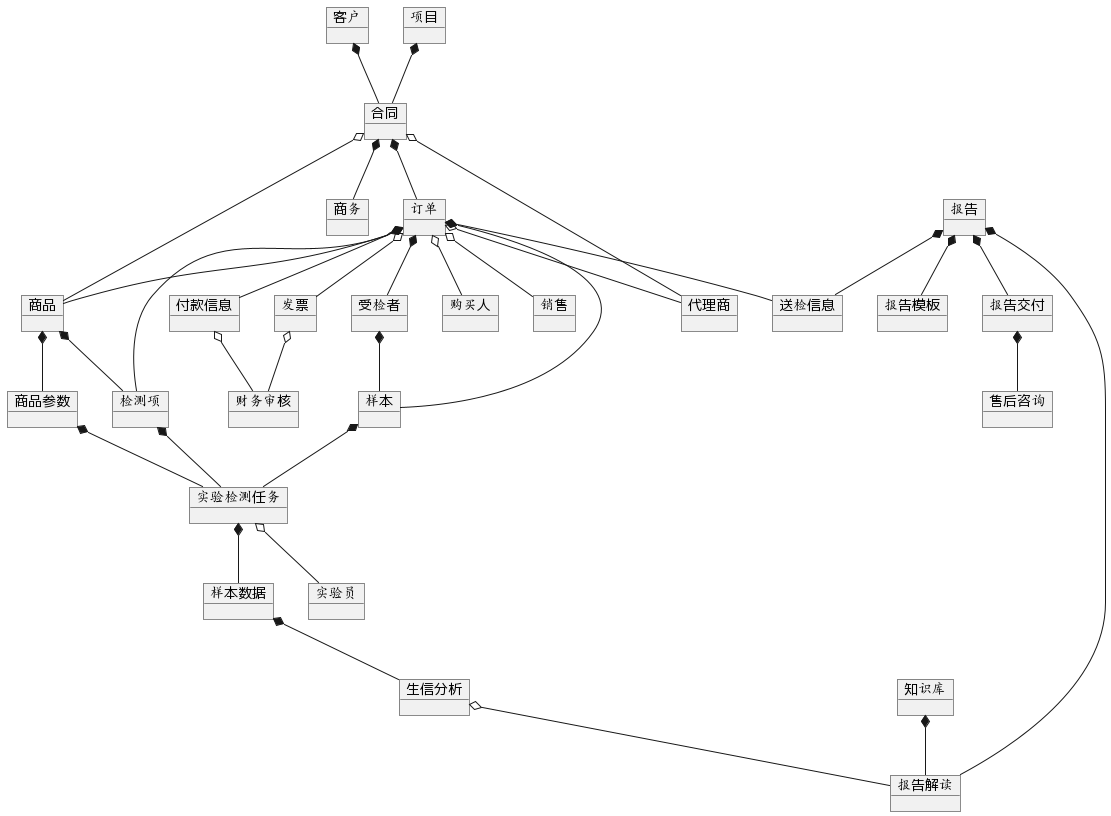 客户
项目
合同
商务
订单
报告
商品
付款信息
发票
受检者
购买人
销售
代理商
送检信息
报告模板
报告交付
商品参数
检测项
财务审核
样本
售后咨询
实验检测任务
样本数据
实验员
生信分析
知识库
报告解读